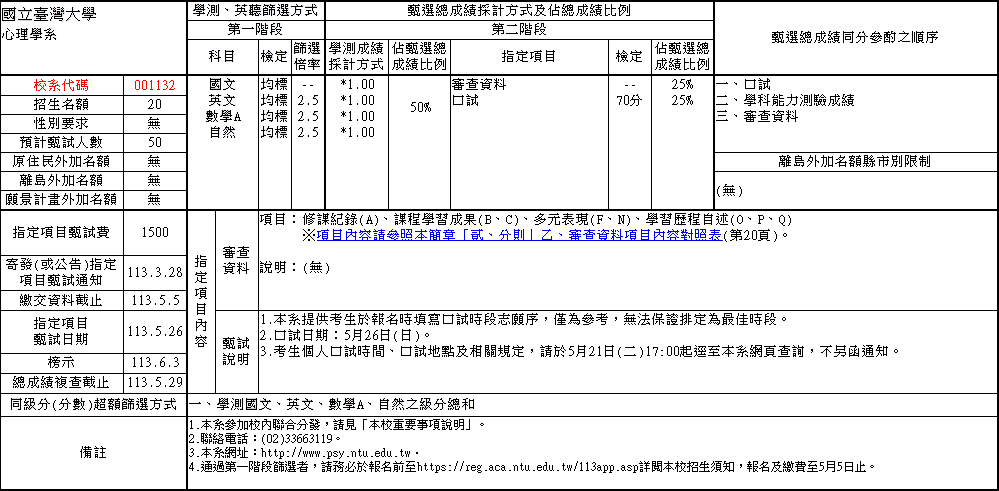 國立臺灣大學
心理學系
學測、英聽篩選方式
甄選總成績採計方式及佔總成績比例
甄選總成績同分參酌之順序
第一階段
第二階段
科目 檢定 篩選倍率 學測成績採計方式 佔甄選總成績比例 指定項目 檢定 佔甄選總成績比例
校系代碼 001132
國文 均標 -- *1.00
英文 均標 2.5 *1.00
數學A 均標 2.5 *1.00
自然 均標 2.5 *1.00
50%
審查資料 -- 25%
口試 70分 25%
一、口試
二、學科能力測驗成績
三、審查資料
招生名額 20
性別要求 無
預計甄試人數 50
原住民外加名額 無
離島外加名額 無
願景計畫外加名額 無
離島外加名額縣市別限制
(無)
指定項目甄試費 1500
寄發(或公告)指定
項目甄試通知 113.3.28
繳交資料截止 113.5.5
指定項目
甄試日期 113.5.26
榜示 113.6.3
總成績複查截止 113.5.29
指定項目內容
審查資料
項目：修課紀錄(A)、課程學習成果(B、C)、多元表現(F、N)、學習歷程自述(O、P、Q)
※項目內容請參照本簡章「貳、分則」乙、審查資料項目內容對照表(第20頁)。
說明：(無)
甄試說明
1.本系提供考生於報名時填寫口試時段志願序，僅為參考，無法保證排定為最佳時段。
2.口試日期：5月26日(日)。
3.考生個人口試時間、口試地點及相關規定，請於5月21日(二)17:00起逕至本系網頁查詢，不另函通知。
同級分(分數)超額篩選方式 一、學測國文、英文、數學A、自然之級分總和
備註
1.本系參加校內聯合分發，請見「本校重要事項說明」。
2.聯絡電話：(02)33663119。
3.本系網址：http://www.psy.ntu.edu.tw.
4.通過第一階段篩選者，請務必於報名前至https://reg.aca.ntu.edu.tw/113app.asp詳閱本校招生須知，報名及繳費至5月5日止。